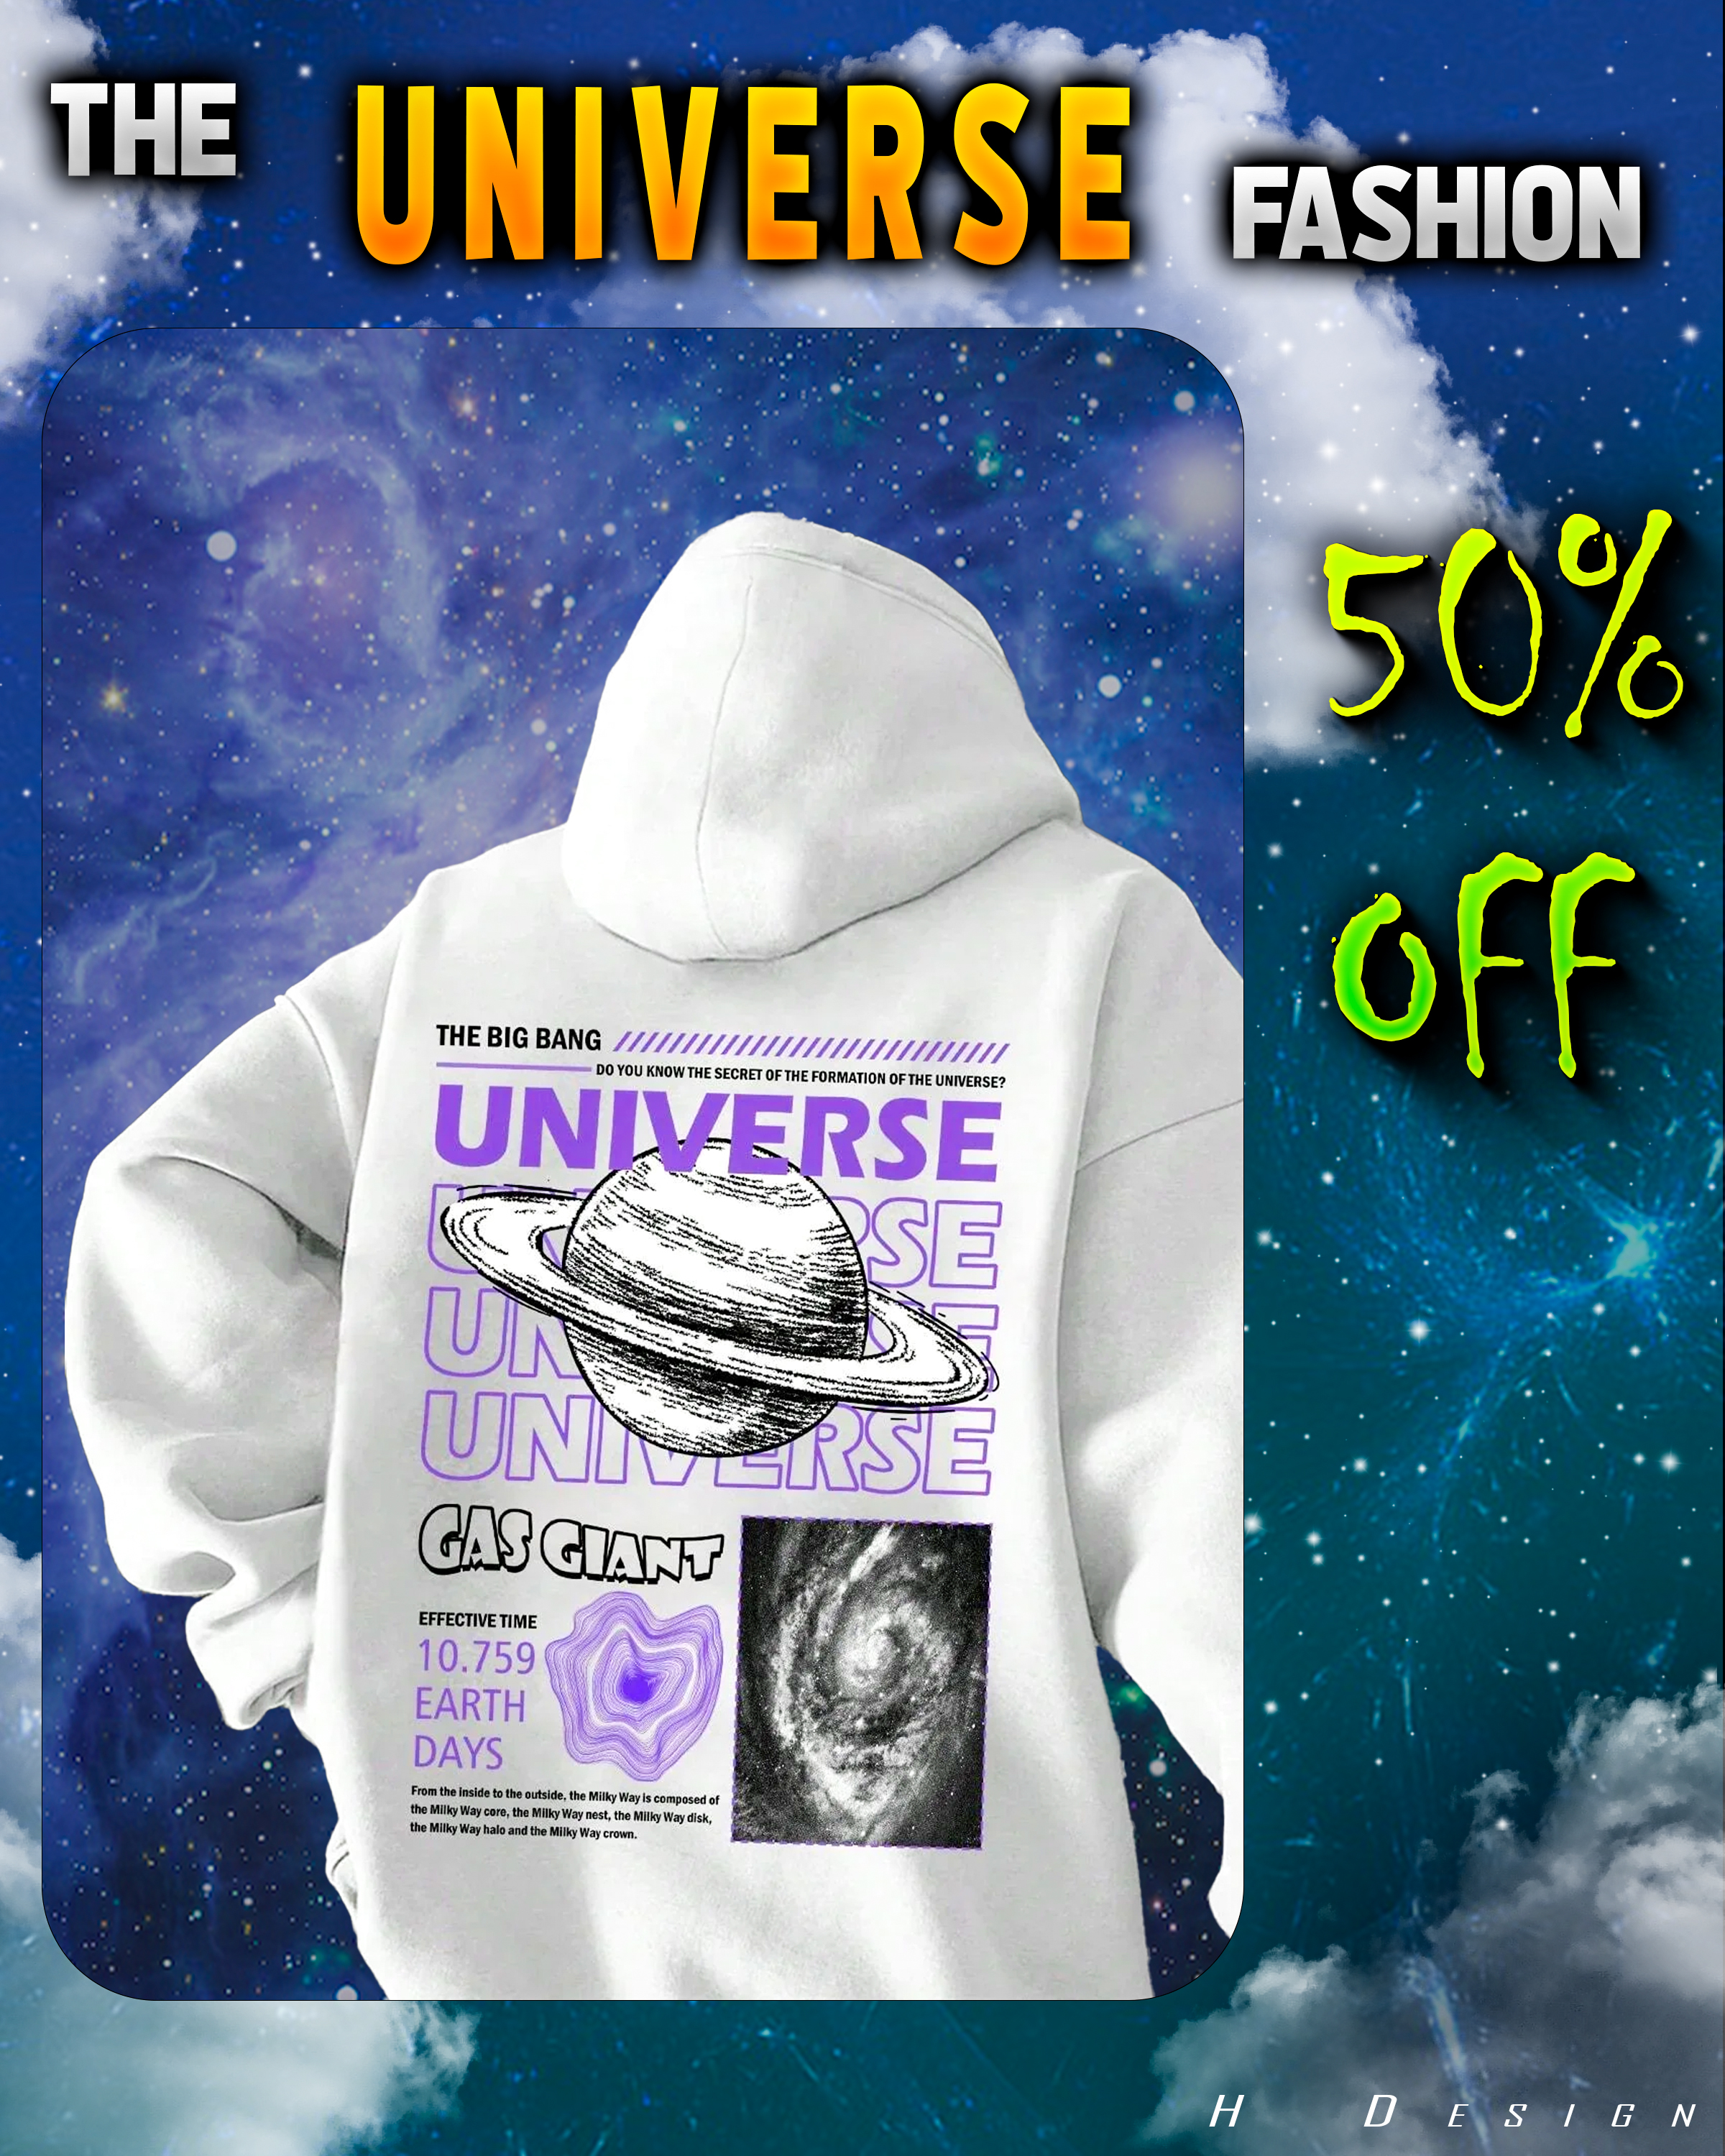 THE UNIVERSE FASHION
50%
OFF
THE BIG BANG
DO YOU KNOW THE SECRET OF THE FORMATION OF THE UNIVERSE?
UNIVERSE
UNIVERSE
UNIVERSE
UNIVERSE
GAS GIANT
EFFECTIVE TIME
10.759
EARTH
DAYS
From the inside to the outside, the Milky Way is composed of
the Milky Way core, the Milky Way nest, the Milky Way disk,
the Milky Way halo and the Milky Way crown.
H DESIGN